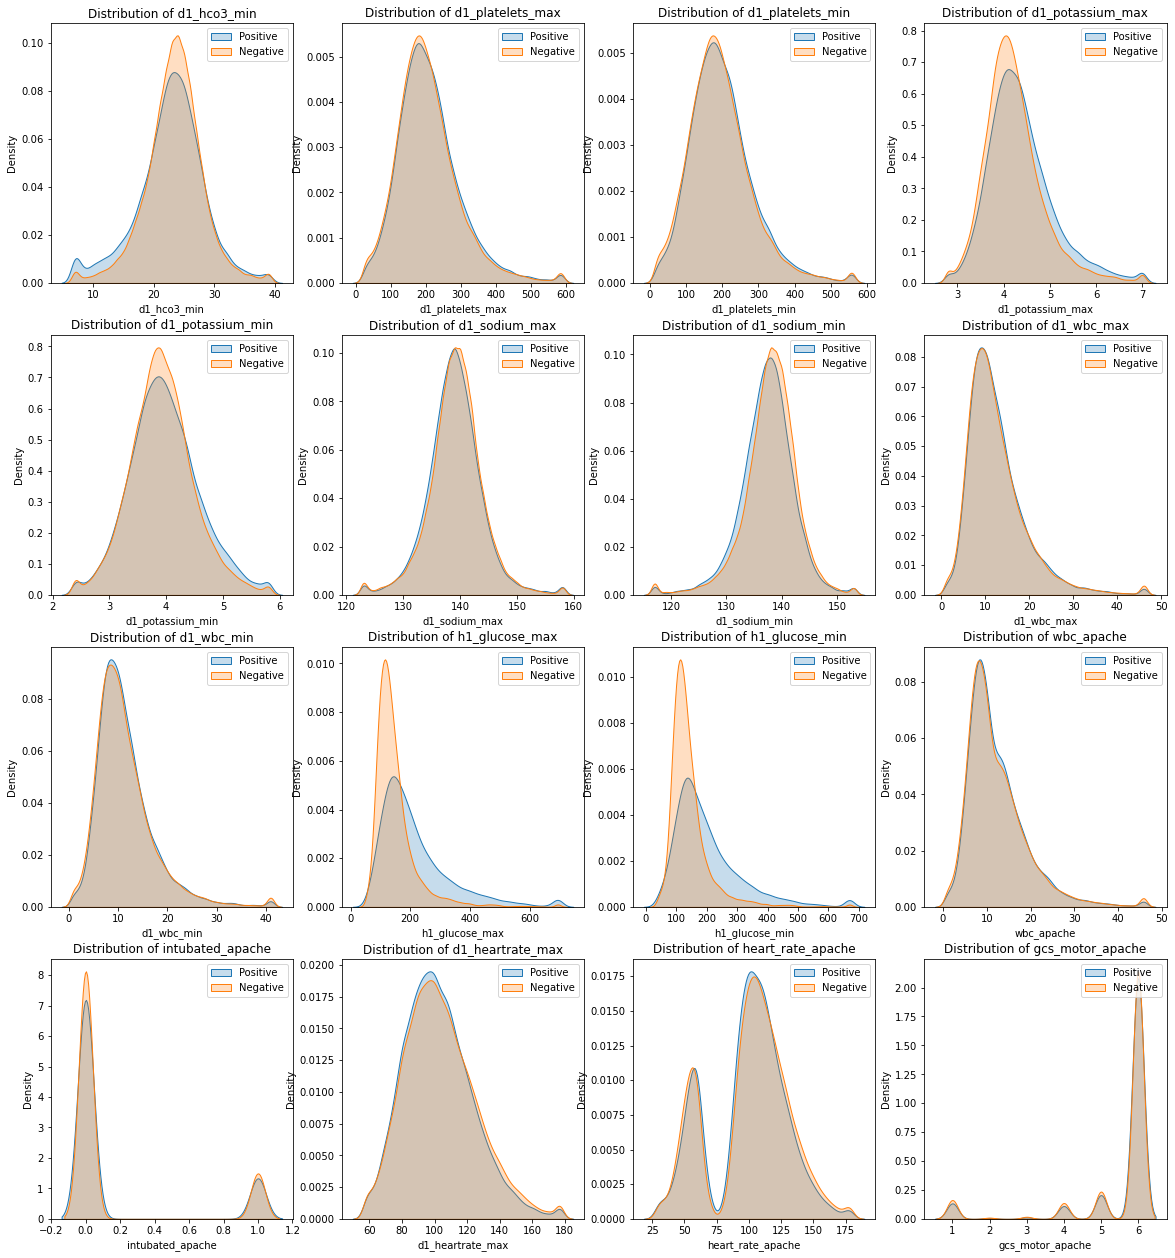 Distribution of d1_hco3_min
Positive
Negative
0.10
0.08
0.06
0.04
0.02
0.00
Density
10
20
30
40
d1_hco3_min
Distribution of d1_platelets_max
Positive
Negative
0.005
0.004
0.003
0.002
0.001
0.000
Density
0
100
200
300
400
500
600
d1_platelets_max
Distribution of d1_platelets_min
Positive
Negative
0.005
0.004
0.003
0.002
0.001
0.000
Density
0
100
200
300
400
500
600
d1_platelets_min
Distribution of d1_potassium_max
Positive
Negative
0.8
0.7
0.6
0.5
0.4
0.3
0.2
0.1
0.0
Density
3
4
5
6
7
d1_potassium_max
Distribution of d1_potassium_min
Positive
Negative
0.8
0.7
0.6
0.5
0.4
0.3
0.2
0.1
0.0
Density
2
3
4
5
6
d1_potassium_min
Distribution of d1_sodium_max
Positive
Negative
0.10
0.08
0.06
0.04
0.02
0.00
Density
120
130
140
150
160
d1_sodium_max
Distribution of d1_sodium_min
Positive
Negative
0.10
0.08
0.06
0.04
0.02
0.00
Density
120
130
140
150
d1_sodium_min
Distribution of d1_wbc_max
Positive
Negative
0.08
0.07
0.06
0.05
0.04
0.03
0.02
0.01
0.00
Density
0
10
20
30
40
50
d1_wbc_max
Distribution of d1_wbc_min
Positive
Negative
0.08
0.06
0.04
0.02
0.00
Density
0
10
20
30
40
d1_wbc_min
Distribution of h1_glucose_max
Positive
Negative
0.010
0.008
0.006
0.004
0.002
0.000
Density
0
200
400
600
h1_glucose_max
Distribution of h1_glucose_min
Positive
Negative
0.010
0.008
0.006
0.004
0.002
0.000
Density
0
100
200
300
400
500
600
700
h1_glucose_min
Distribution of wbc_apache
Positive
Negative
0.08
0.06
0.04
0.02
0.00
Density
0
10
20
30
40
50
wbc_apache
Distribution of intubated_apache
Positive
Negative
8
7
6
5
4
3
2
1
0
Density
−0.2
0.0
0.2
0.4
0.6
0.8
1.0
1.2
intubated_apache
Distribution of d1_heartrate_max
Positive
Negative
0.0200
0.0175
0.0150
0.0125
0.0100
0.0075
0.0050
0.0025
0.0000
Density
60
80
100
120
140
160
180
d1_heartrate_max
Distribution of heart_rate_apache
Positive
Negative
0.0175
0.0150
0.0125
0.0100
0.0075
0.0050
0.0025
0.0000
Density
25
50
75
100
125
150
175
heart_rate_apache
Distribution of gcs_motor_apache
Positive
Negative
2.00
1.75
1.50
1.25
1.00
0.75
0.50
0.25
0.00
Density
1
2
3
4
5
6
gcs_motor_apache